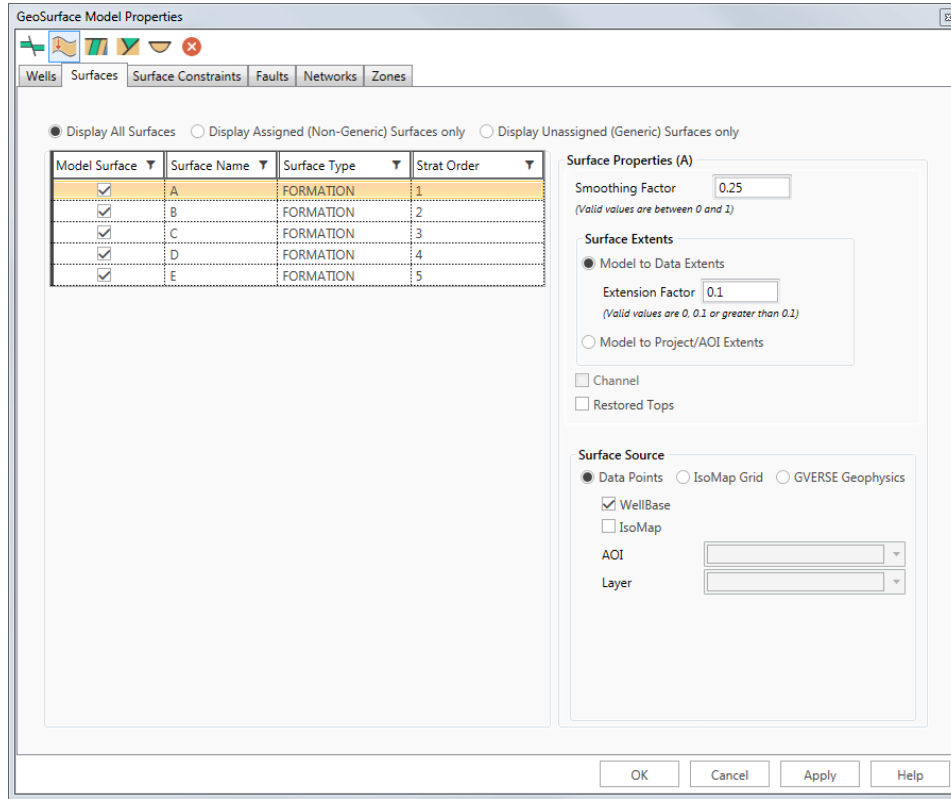 GeoSurface Model Properties
Wells Surfaces Surface Constraints Faults Networks Zones
Display All Surfaces Display Assigned (Non-Generic) Surfaces only Display Unassigned (Generic) Surfaces only
Model Surface Surface Name Surface Type Strat Order
A FORMATION 1
B FORMATION 2
C FORMATION 3
D FORMATION 4
E FORMATION 5
Surface Properties (A)
Smoothing Factor 0.25
(Valid values are between 0 and 1)
Surface Extents
Model to Data Extents
Extension Factor 0.1
(Valid values are 0, 0.1 or greater than 0.1)
Model to Project/AOI Extents
Channel
Restored Tops
Surface Source
Data Points IsoMap Grid GVERSE Geophysics
WellBase
IsoMap
AOI
Layer
OK Cancel Apply Help